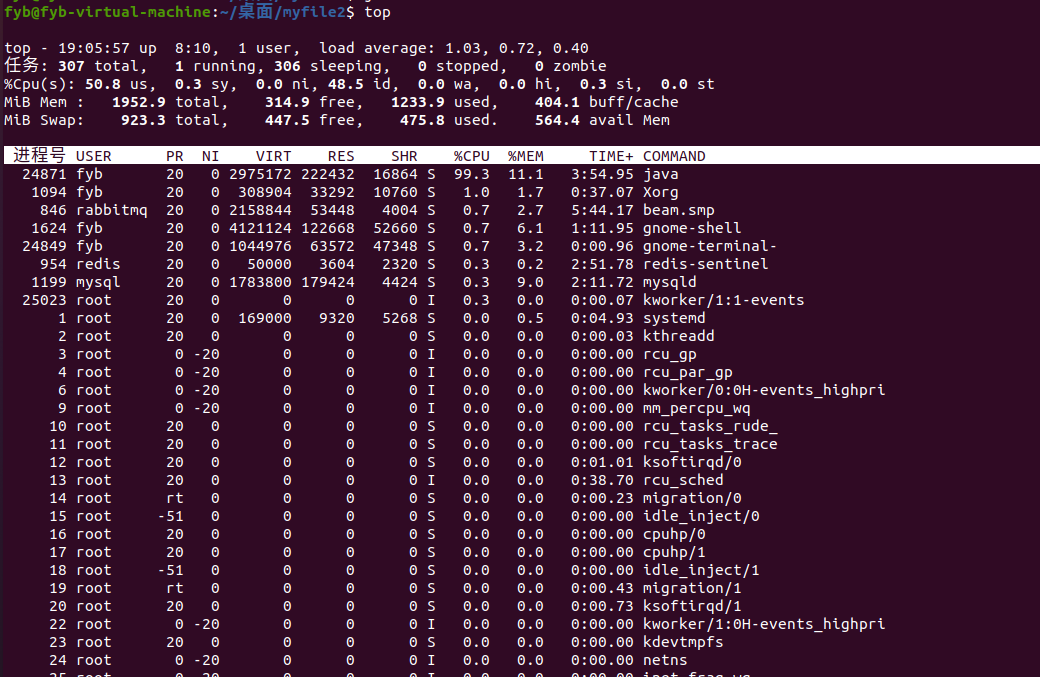 fyb@fyb-virtual-machine:~/桌面/myfile2$ top
top - 19:05:57 up  8:10,  1 user,  load average: 1.03, 0.72, 0.40
任务: 307 total,   1 running, 306 sleeping,   0 stopped,   0 zombie
%Cpu(s): 50.8 us,  0.3 sy,  0.0 ni, 48.5 id,  0.0 wa,  0.0 hi,  0.3 si,  0.0 st
MiB Mem :   1952.9 total,    314.9 free,   1233.9 used,    404.1 buff/cache
MiB Swap:    923.3 total,    447.5 free,    475.8 used.    564.4 avail Mem
进程号 USER      PR  NI    VIRT    RES    SHR    %CPU  %MEM     TIME+ COMMAND
24871 fyb       20   0 2975172 222432  16864 S  99.3  11.1   3:54.95 java
1094 fyb       20   0  308904  33292  10760 S   1.0   1.7   0:37.07 Xorg
846 rabbitmq  20   0 2158844  53448   4004 S   0.7   2.7   5:44.17 beam.smp
1624 fyb       20   0 4121124 122668  52660 S   0.7   6.1   1:11.95 gnome-shell
24849 fyb       20   0 1044976  63572  47348 S   0.7   3.2   0:00.96 gnome-terminal-
954 redis     20   0   50000   3604   2320 S   0.3   0.2   2:51.78 redis-sentinel
1199 mysql     20   0 1783800 179424   4424 S   0.3   9.0   2:11.72 mysqld
25023 root      20   0       0      0      0 I   0.3   0.0   0:00.07 kworker/1:1-events
1 root      20   0  169000   9320   5268 S   0.0   0.5   0:04.93 systemd
2 root      20   0       0      0      0 S   0.0   0.0   0:00.03 kthreadd
3 root       0 -20       0      0      0 I   0.0   0.0   0:00.00 rcu_gp
4 root       0 -20       0      0      0 I   0.0   0.0   0:00.00 rcu_par_gp
6 root       0 -20       0      0      0 I   0.0   0.0   0:00.00 kworker/0:0H-events_highpri
9 root       0 -20       0      0      0 I   0.0   0.0   0:00.00 mm_percpu_wq
10 root      20   0       0      0      0 S   0.0   0.0   0:00.00 rcu_tasks_rude_
11 root      20   0       0      0      0 S   0.0   0.0   0:00.00 rcu_tasks_trace
12 root      20   0       0      0      0 S   0.0   0.0   0:01.01 ksoftirqd/0
13 root      20   0       0      0      0 I   0.0   0.0   0:38.70 rcu_sched
14 root      rt   0       0      0      0 S   0.0   0.0   0:00.23 migration/0
15 root     -51   0       0      0      0 S   0.0   0.0   0:00.00 idle_inject/0
16 root      20   0       0      0      0 S   0.0   0.0   0:00.00 cpuhp/0
17 root      20   0       0      0      0 S   0.0   0.0   0:00.00 cpuhp/1
18 root     -51   0       0      0      0 S   0.0   0.0   0:00.00 idle_inject/1
19 root      rt   0       0      0      0 S   0.0   0.0   0:00.43 migration/1
20 root      20   0       0      0      0 S   0.0   0.0   0:00.73 ksoftirqd/1
22 root       0 -20       0      0      0 I   0.0   0.0   0:00.00 kworker/1:0H-events_highpri
23 root      20   0       0      0      0 S   0.0   0.0   0:00.00 kdevtmpfs
24 root       0 -20       0      0      0 I   0.0   0.0   0:00.00 netns